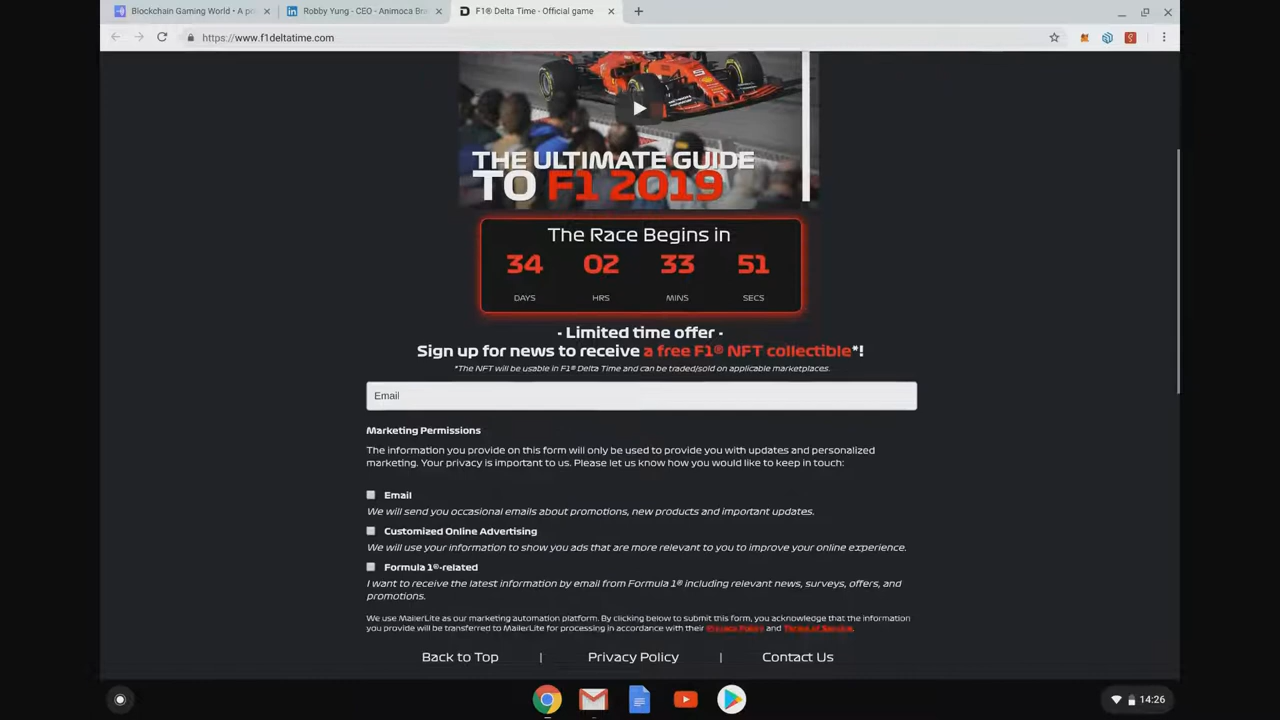 Blockchain Gaming World • A po
Robby Yung - CEO - Animoca Bra
F1® Delta Time - Official game
https://www.f1deltatime.com
THE ULTIMATE GUIDE
TO F1 2019
The Race Begins in
34 02 33 51
DAYS HRS MINS SECS
- Limited time offer -
Sign up for news to receive a free F1® NFT collectible*!
*The NFT will be usable in F1® Delta Time and can be traded/sold on applicable marketplaces.
Email
Marketing Permissions
The information you provide on this form will only be used to provide you with updates and personalized
marketing. Your privacy is important to us. Please let us know how you would like to keep in touch:
Email
We will send you occasional emails about promotions, new products and important updates.
Customized Online Advertising
We will use your information to show you ads that are more relevant to you to improve your online experience.
Formula 1®-related
I want to receive the latest information by email from Formula 1® including relevant news, surveys, offers, and
promotions.
We use MailerLite as our marketing automation platform. By clicking below to submit this form, you acknowledge that the information
you provide will be transferred to MailerLite for processing in accordance with their Privacy Policy and Terms of Service.
Back to Top | Privacy Policy | Contact Us
14:26